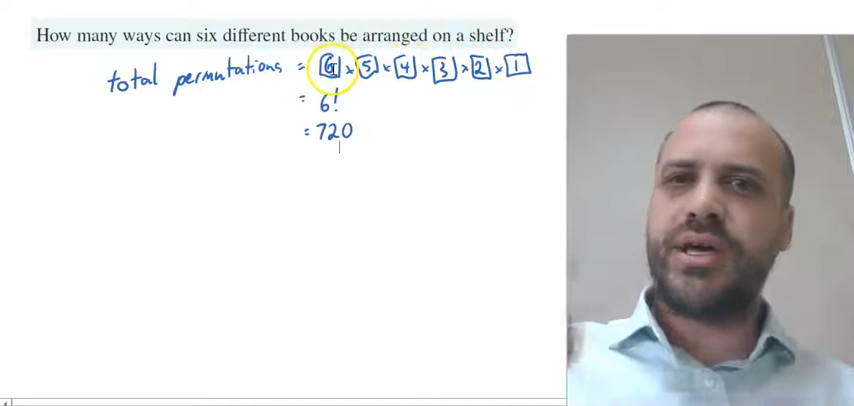 How many ways can six different books be arranged on a shelf?
total permutations = 6 × 5 × 4 × 3 × 2 × 1
= 6!
= 720